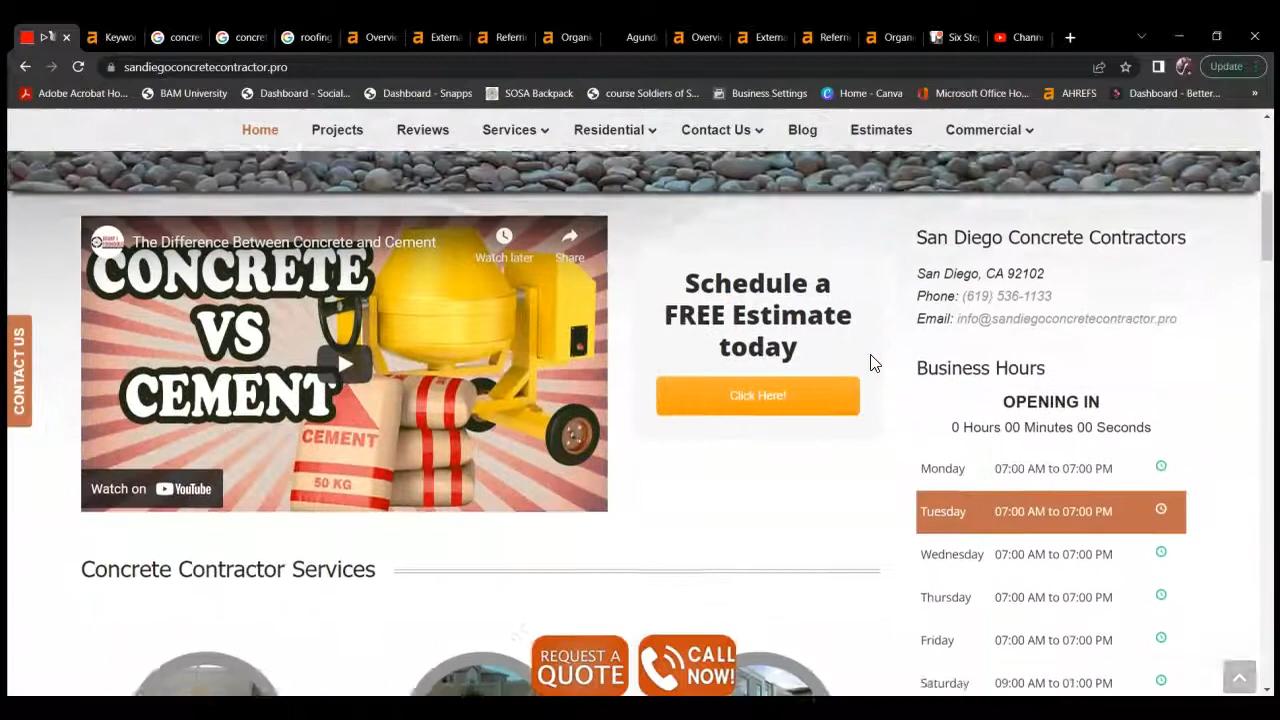 Keywo
concre
concret
roofing
Overvi
Externa
Referri
Organi
Agund
Overvi
Externa
Referri
Organ
Six Ste
Chann
sandiegoconcretecontractor.pro
Update
Adobe Acrobat Ho...
BAM University
Dashboard - Social...
Dashboard - Snapps
SOSA Backpack
course Soldiers of S...
Business Settings
Home - Canva
Microsoft Office Ho...
AHREFS
Dashboard - Better...
»
Home
Projects
Reviews
Services
Residential
Contact Us
Blog
Estimates
Commercial
CONTACT US
The Difference Between Concrete and Cement
Watch later
Share
CONCRETE
VS
CEMENT
CEMENT
50 KG
Watch on YouTube
Schedule a
FREE Estimate
today
Click Here!
San Diego Concrete Contractors
San Diego, CA 92102
Phone: (619) 536-1133
Email: info@sandiegoconcretecontractor.pro
Business Hours
OPENING IN
0 Hours 00 Minutes 00 Seconds
Monday 07:00 AM to 07:00 PM
Tuesday 07:00 AM to 07:00 PM
Wednesday 07:00 AM to 07:00 PM
Thursday 07:00 AM to 07:00 PM
Friday 07:00 AM to 07:00 PM
Saturday 09:00 AM to 01:00 PM
Concrete Contractor Services
REQUEST A
QUOTE
CALL
NOW!